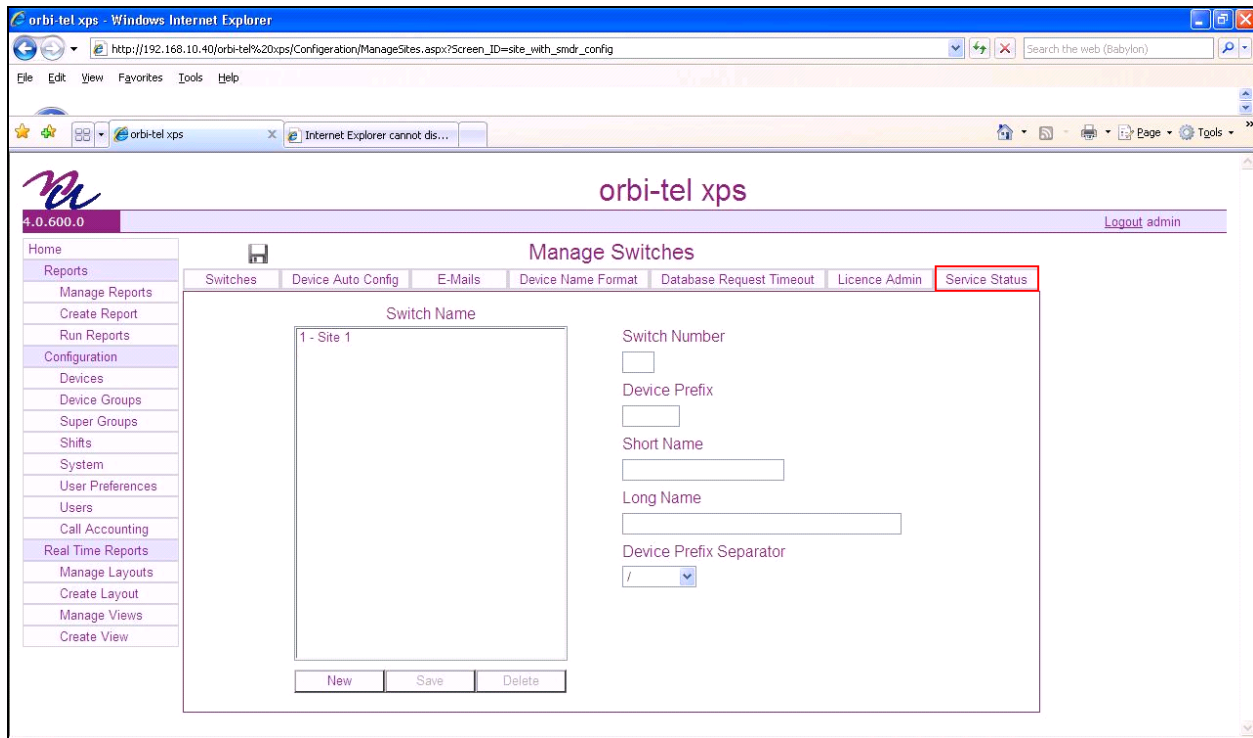 orbi-tel xps - Windows Internet Explorer
http://192.168.10.40/orbi-tel%20xps/Configeration/ManageSites.aspx?Screen_ID=site_with_smdr_config
Search the web (Babylon)
File Edit View Favorites Tools Help
orbi-tel xps
Internet Explorer cannot dis...
Page
Tools
orbi-tel xps
4.0.600.0
Logout admin
Home
Reports
Manage Reports
Create Report
Run Reports
Configuration
Devices
Device Groups
Super Groups
Shifts
System
User Preferences
Users
Call Accounting
Real Time Reports
Manage Layouts
Create Layout
Manage Views
Create View
Manage Switches
Switches
Device Auto Config
E-Mails
Device Name Format
Database Request Timeout
Licence Admin
Service Status
Switch Name
1 - Site 1
New
Save
Delete
Switch Number
Device Prefix
Short Name
Long Name
Device Prefix Separator
/